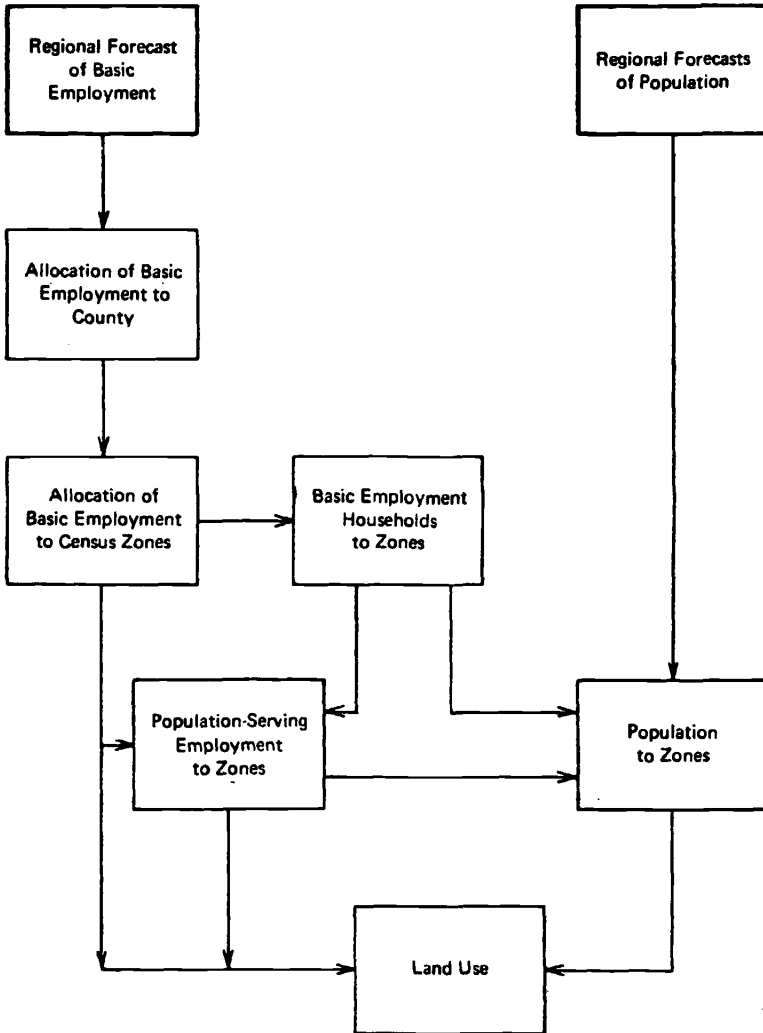 Regional Forecast
of Basic
Employment
Regional Forecasts
of Population
Allocation of Basic
Employment to
County
Allocation of
Basic Employment
to Census Zones
Basic Employment
Households
to Zones
Population-Serving
Employment
to Zones
Population
to Zones
Land Use